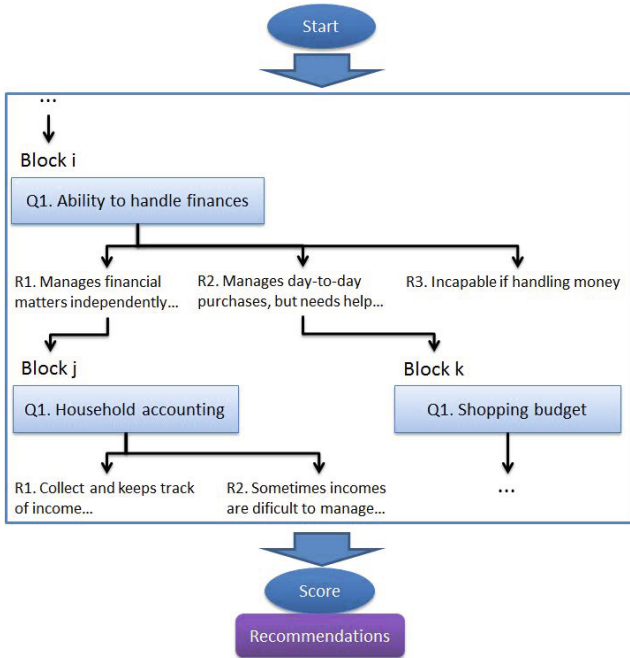 Start
...
Block i
Q1. Ability to handle finances
R1. Manages financial
matters independently...
R2. Manages day-to-day
purchases, but needs help...
R3. Incapable if handling money
Block j
Block k
Q1. Household accounting
Q1. Shopping budget
R1. Collect and keeps track
of income...
R2. Sometimes incomes
are dificult to manage...
...
Score
Recommendations